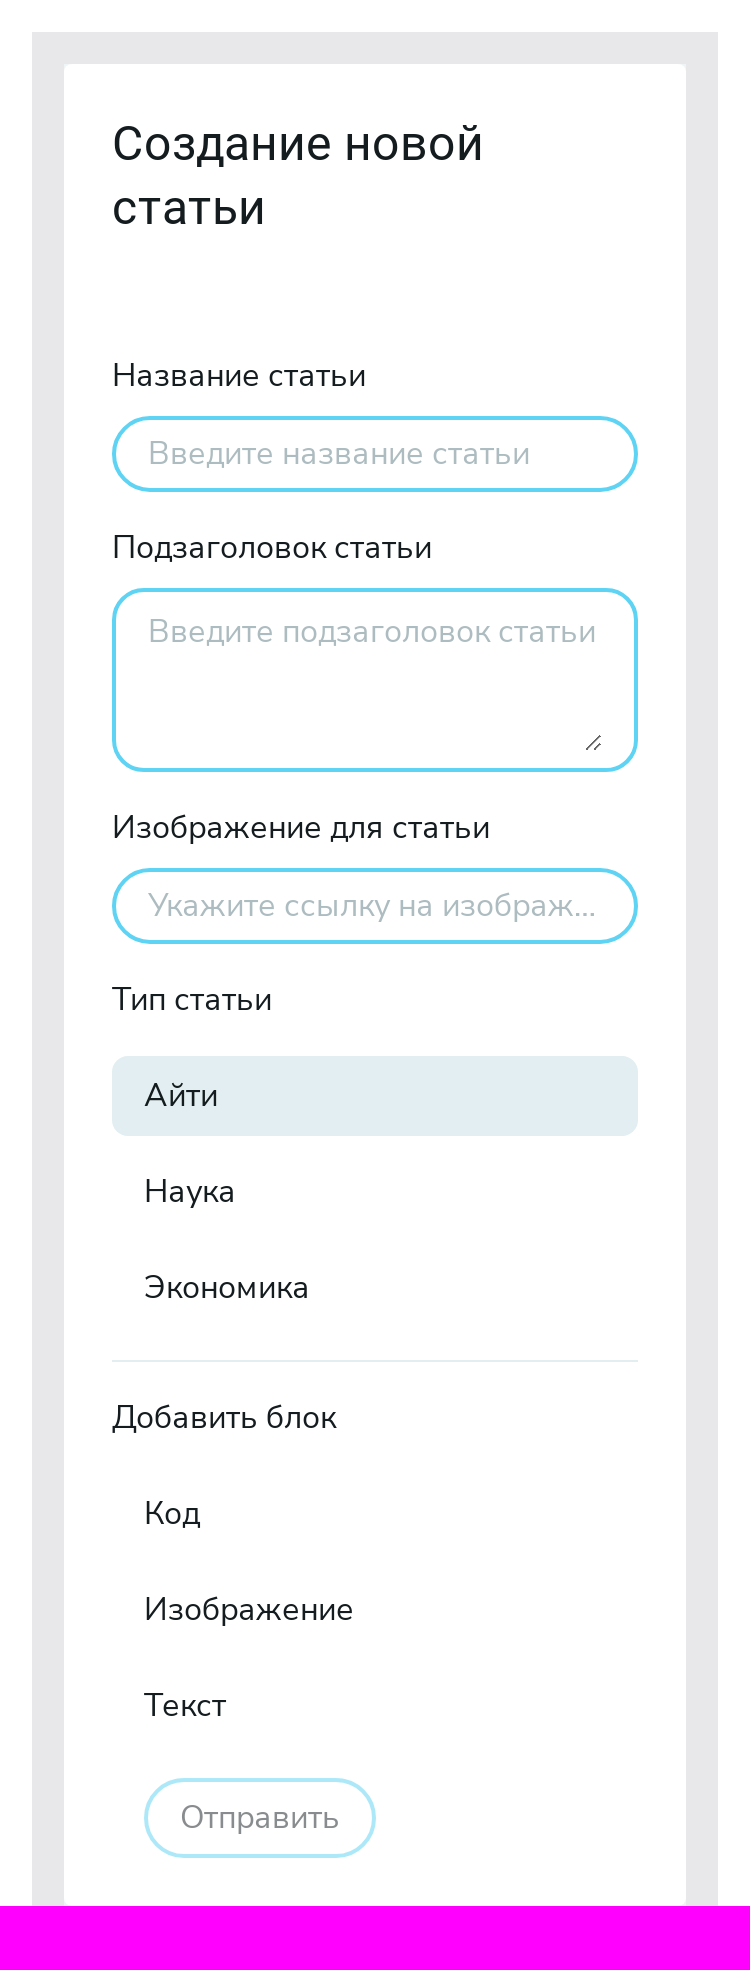 Создание новой
статьи
Название статьи
Введите название статьи
Подзаголовок статьи
Введите подзаголовок статьи
Изображение для статьи
Укажите ссылку на изображ...
Тип статьи
Айти
Наука
Экономика
Добавить блок
Код
Изображение
Текст
Отправить